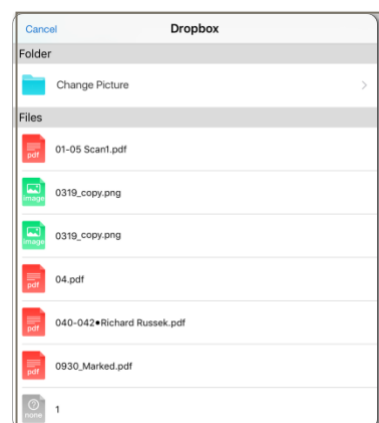 Cancel Dropbox
Folder
Change Picture
Files
pdf 01-05 Scan1.pdf
image 0319_copy.png
image 0319_copy.png
pdf 04.pdf
pdf 040-042●Richard Russek.pdf
pdf 0930_Marked.pdf
none 1